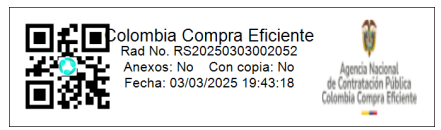 Colombia Compra Eficiente
Rad No. RS20250303002052
Anexos: No    Con copia: No
Fecha: 03/03/2025 19:43:18
Agencia Nacional
de Contratación Pública
Colombia Compra Eficiente